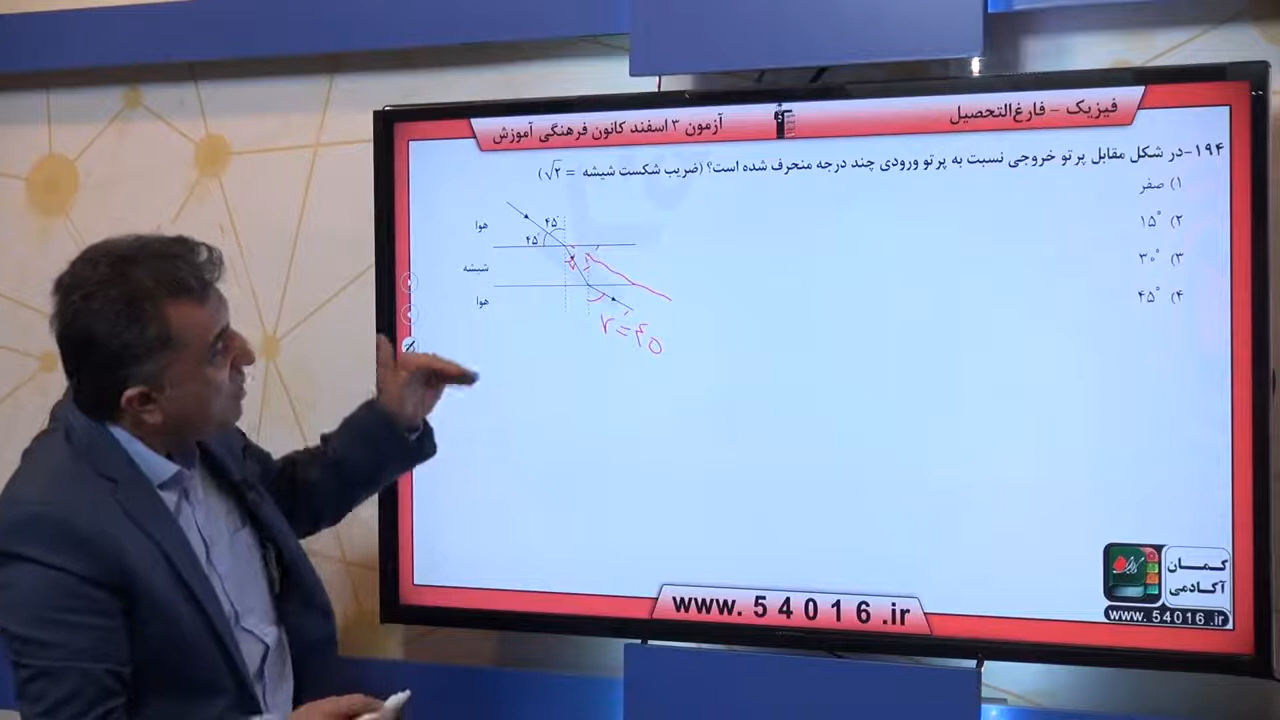 فیزیک - فارغ‌التحصیل
آزمون ۳ اسفند کانون فرهنگی آموزش
۱۹۴-در شکل مقابل پرتو خروجی نسبت به پرتو ورودی چند درجه منحرف شده است؟ (ضریب شکست شیشه = √۲)
۱) صفر
۲) ۱۵°
۳) ۳۰°
۴) ۴۵°
هوا
۴۵°
۴۵°
شیشه
هوا
r = ۴۵
کمان
آکادمی
www. 54016 .ir
www. 5 4 0 1 6 .ir